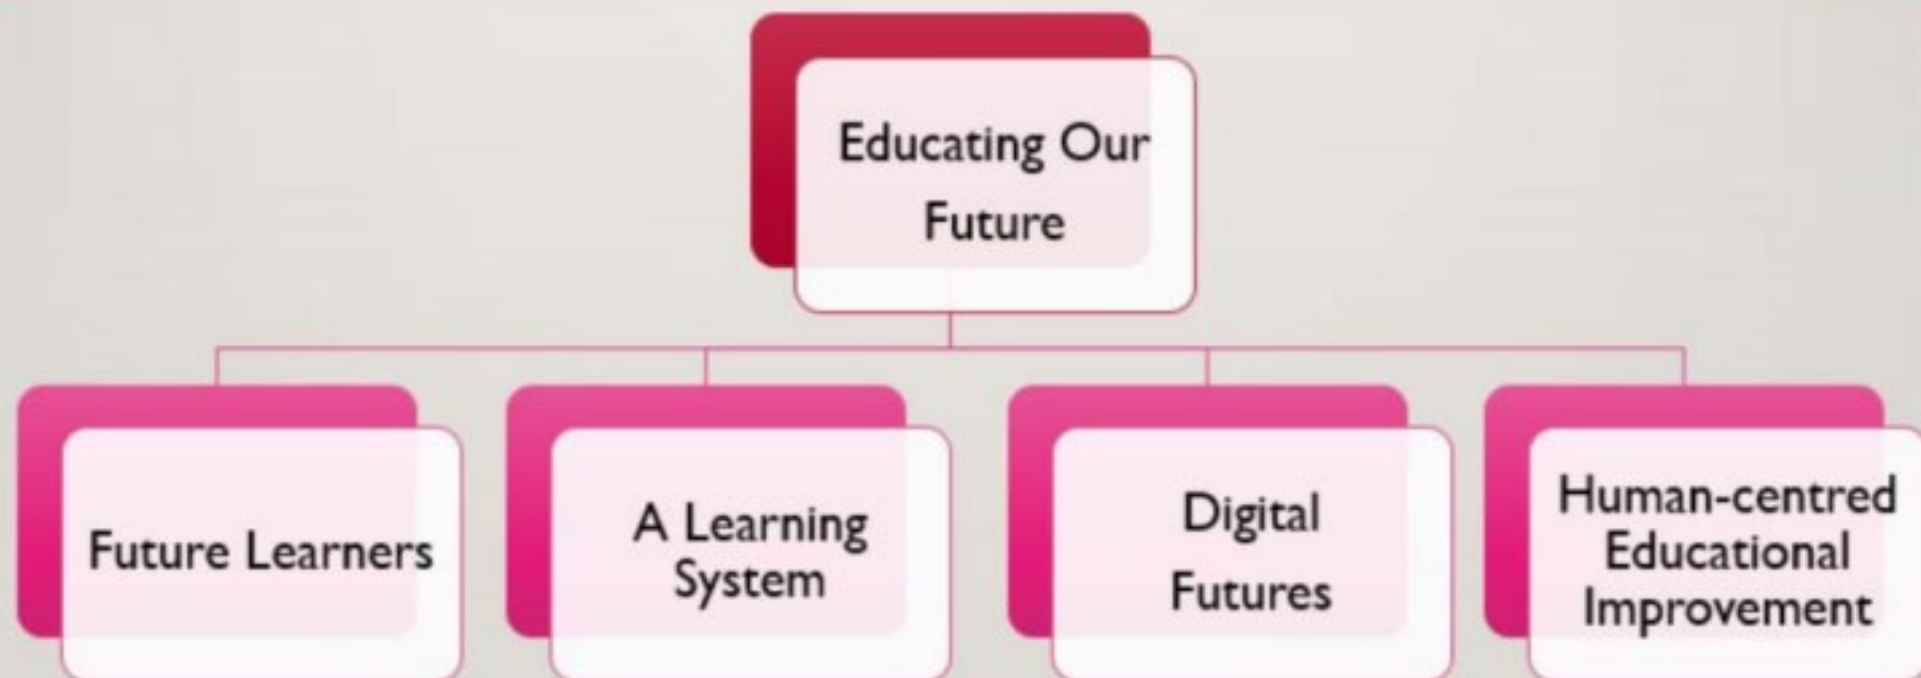 Educating Our
Future
Future Learners
A Learning
System
Digital
Futures
Human-centred
Educational
Improvement